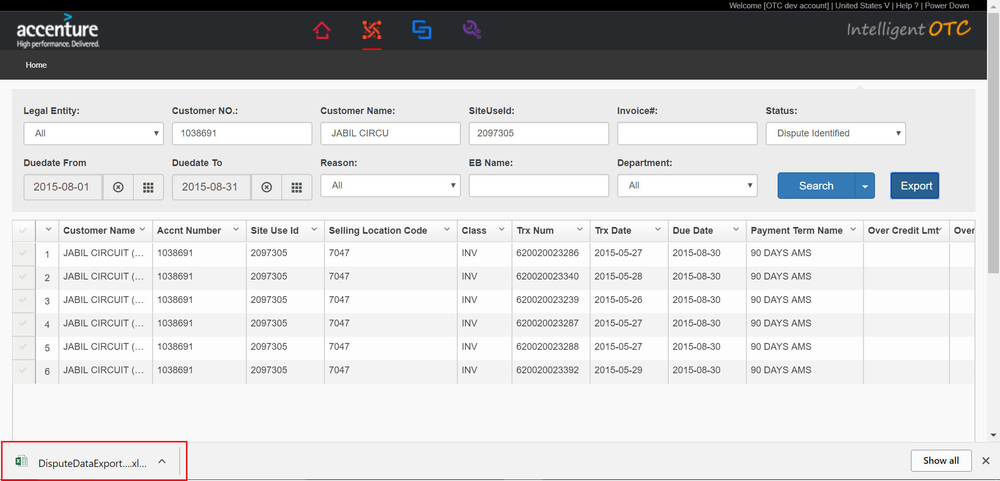 Welcome [OTC dev account] | United States V | Help ? | Power Down
accenture
High performance. Delivered.
Intelligent OTC
Home
Legal Entity: Customer NO.: Customer Name: SiteUseId: Invoice#: Status:
All 1038691 JABIL CIRCU 2097305 Dispute Identified
Duedate From Duedate To Reason: EB Name: Department:
2015-08-01 2015-08-31 All All Search Export
Customer Name Accnt Number Site Use Id Selling Location Code Class Trx Num Trx Date Due Date Payment Term Name Over Credit Lmt Over
1 JABIL CIRCUIT (... 1038691 2097305 7047 INV 620020023286 2015-05-27 2015-08-30 90 DAYS AMS
2 JABIL CIRCUIT (... 1038691 2097305 7047 INV 620020023340 2015-05-28 2015-08-30 90 DAYS AMS
3 JABIL CIRCUIT (... 1038691 2097305 7047 INV 620020023239 2015-05-26 2015-08-30 90 DAYS AMS
4 JABIL CIRCUIT (... 1038691 2097305 7047 INV 620020023287 2015-05-27 2015-08-30 90 DAYS AMS
5 JABIL CIRCUIT (... 1038691 2097305 7047 INV 620020023288 2015-05-27 2015-08-30 90 DAYS AMS
6 JABIL CIRCUIT (... 1038691 2097305 7047 INV 620020023392 2015-05-29 2015-08-30 90 DAYS AMS
DisputeDataExport....xl... Show all